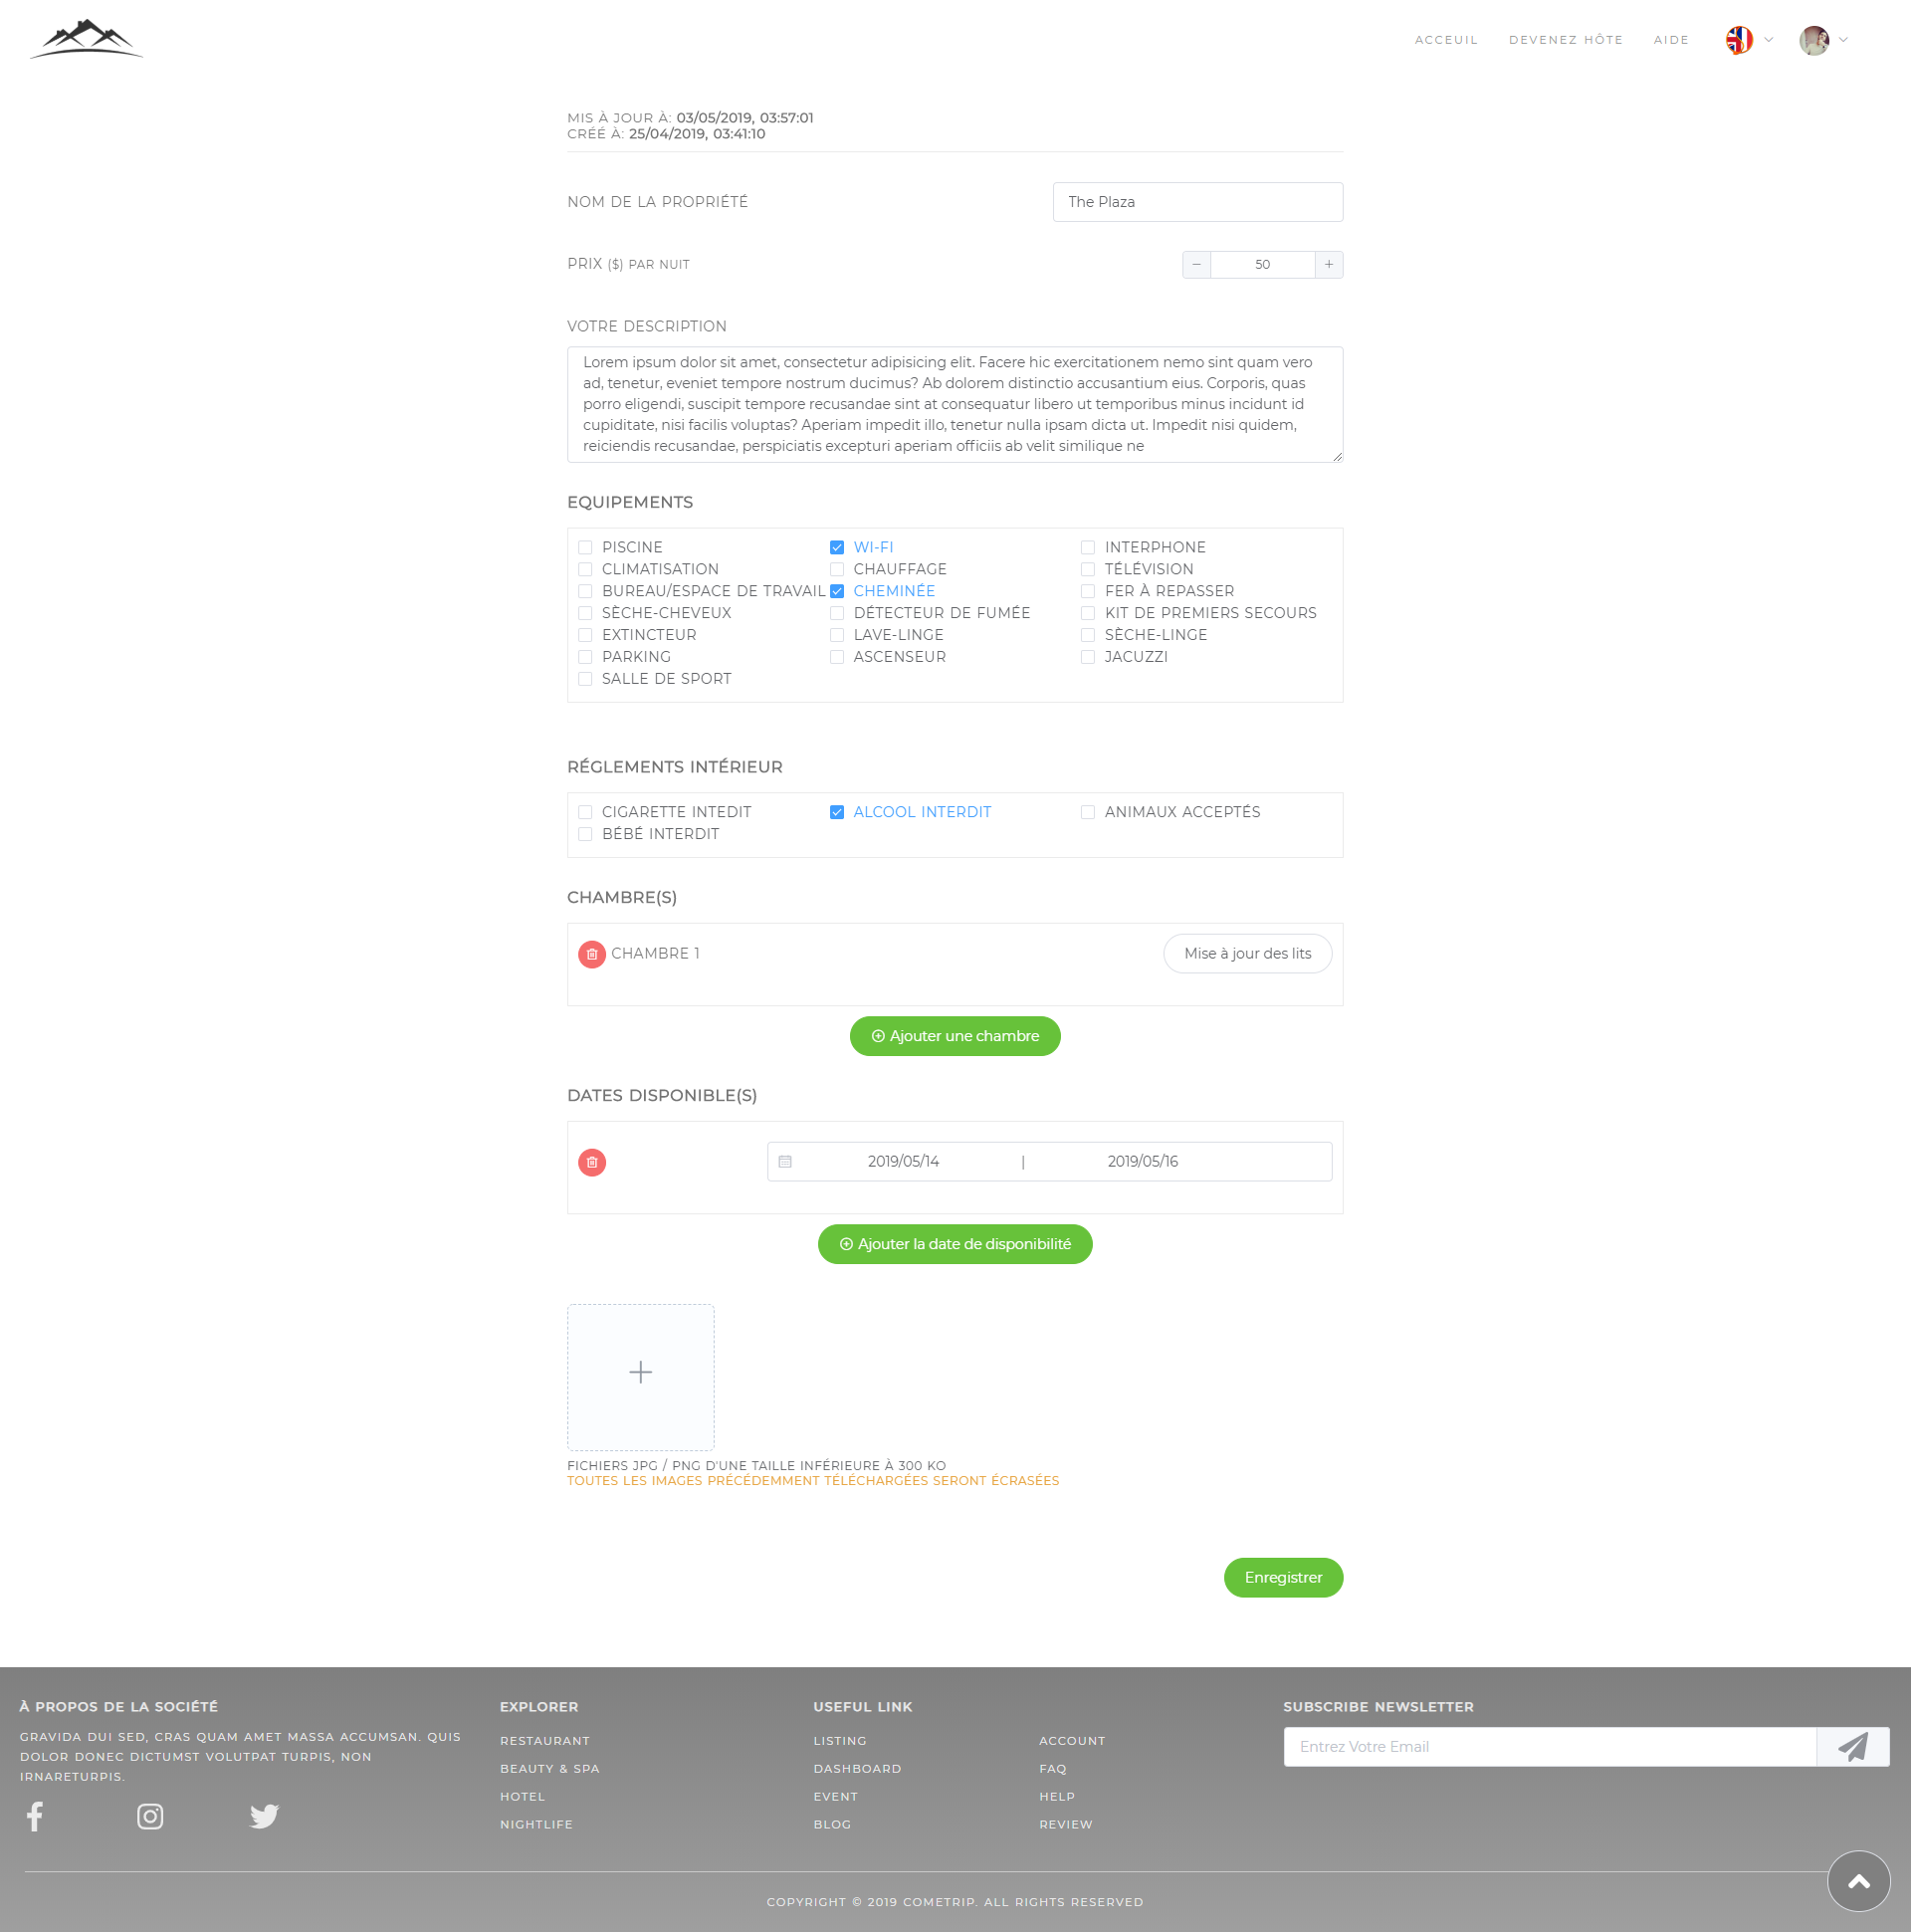 ACCEUIL DEVENEZ HÔTE AIDE
MIS À JOUR À: 03/05/2019, 03:57:01
CRÉÉ À: 25/04/2019, 03:41:10
NOM DE LA PROPRIÉTÉ The Plaza
PRIX ($) PAR NUIT − 50 +
VOTRE DESCRIPTION
Lorem ipsum dolor sit amet, consectetur adipisicing elit. Facere hic exercitationem nemo sint quam vero
ad, tenetur, eveniet tempore nostrum ducimus? Ab dolorem distinctio accusantium eius. Corporis, quas
porro eligendi, suscipit tempore recusandae sint at consequatur libero ut temporibus minus incidunt id
cupiditate, nisi facilis voluptas? Aperiam impedit illo, tenetur nulla ipsam dicta ut. Impedit nisi quidem,
reiciendis recusandae, perspiciatis excepturi aperiam officiis ab velit similique ne
EQUIPEMENTS
PISCINE WI-FI INTERPHONE
CLIMATISATION CHAUFFAGE TÉLÉVISION
BUREAU/ESPACE DE TRAVAIL CHEMINÉE FER À REPASSER
SÈCHE-CHEVEUX DÉTECTEUR DE FUMÉE KIT DE PREMIERS SECOURS
EXTINCTEUR LAVE-LINGE SÈCHE-LINGE
PARKING ASCENSEUR JACUZZI
SALLE DE SPORT
RÉGLEMENTS INTÉRIEUR
CIGARETTE INTEDIT ALCOOL INTERDIT ANIMAUX ACCEPTÉS
BÉBÉ INTERDIT
CHAMBRE(S)
CHAMBRE 1 Mise à jour des lits
Ajouter une chambre
DATES DISPONIBLE(S)
2019/05/14 | 2019/05/16
Ajouter la date de disponibilité
FICHIERS JPG / PNG D'UNE TAILLE INFÉRIEURE À 300 KO
TOUTES LES IMAGES PRÉCÉDEMMENT TÉLÉCHARGÉES SERONT ÉCRASÉES
Enregistrer
À PROPOS DE LA SOCIÉTÉ
GRAVIDA DUI SED, CRAS QUAM AMET MASSA ACCUMSAN. QUIS
DOLOR DONEC DICTUMST VOLUTPAT TURPIS, NON
IRNARETURPIS.
EXPLORER
RESTAURANT
BEAUTY & SPA
HOTEL
NIGHTLIFE
USEFUL LINK
LISTING
DASHBOARD
EVENT
BLOG
ACCOUNT
FAQ
HELP
REVIEW
SUBSCRIBE NEWSLETTER
Entrez Votre Email
COPYRIGHT © 2019 COMETRIP. ALL RIGHTS RESERVED